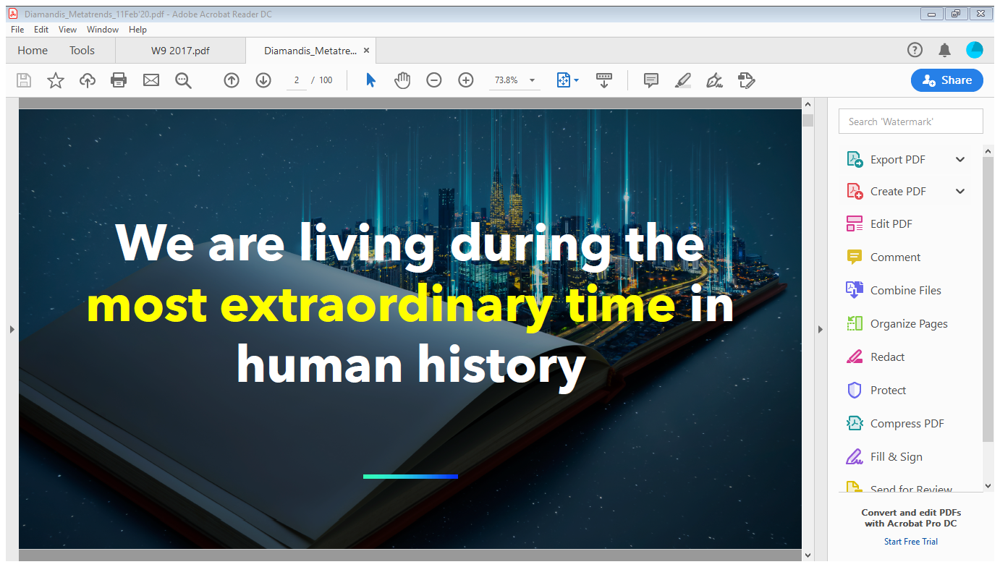 Diamandis_Metatrends_11Feb'20.pdf - Adobe Acrobat Reader DC
File Edit View Window Help
Home Tools W9 2017.pdf Diamandis_Metatre... ×
2 / 100 73.8% Share
We are living during the
most extraordinary time in
human history
Search 'Watermark'
Export PDF
Create PDF
Edit PDF
Comment
Combine Files
Organize Pages
Redact
Protect
Compress PDF
Fill & Sign
Send for Review
Convert and edit PDFs
with Acrobat Pro DC
Start Free Trial